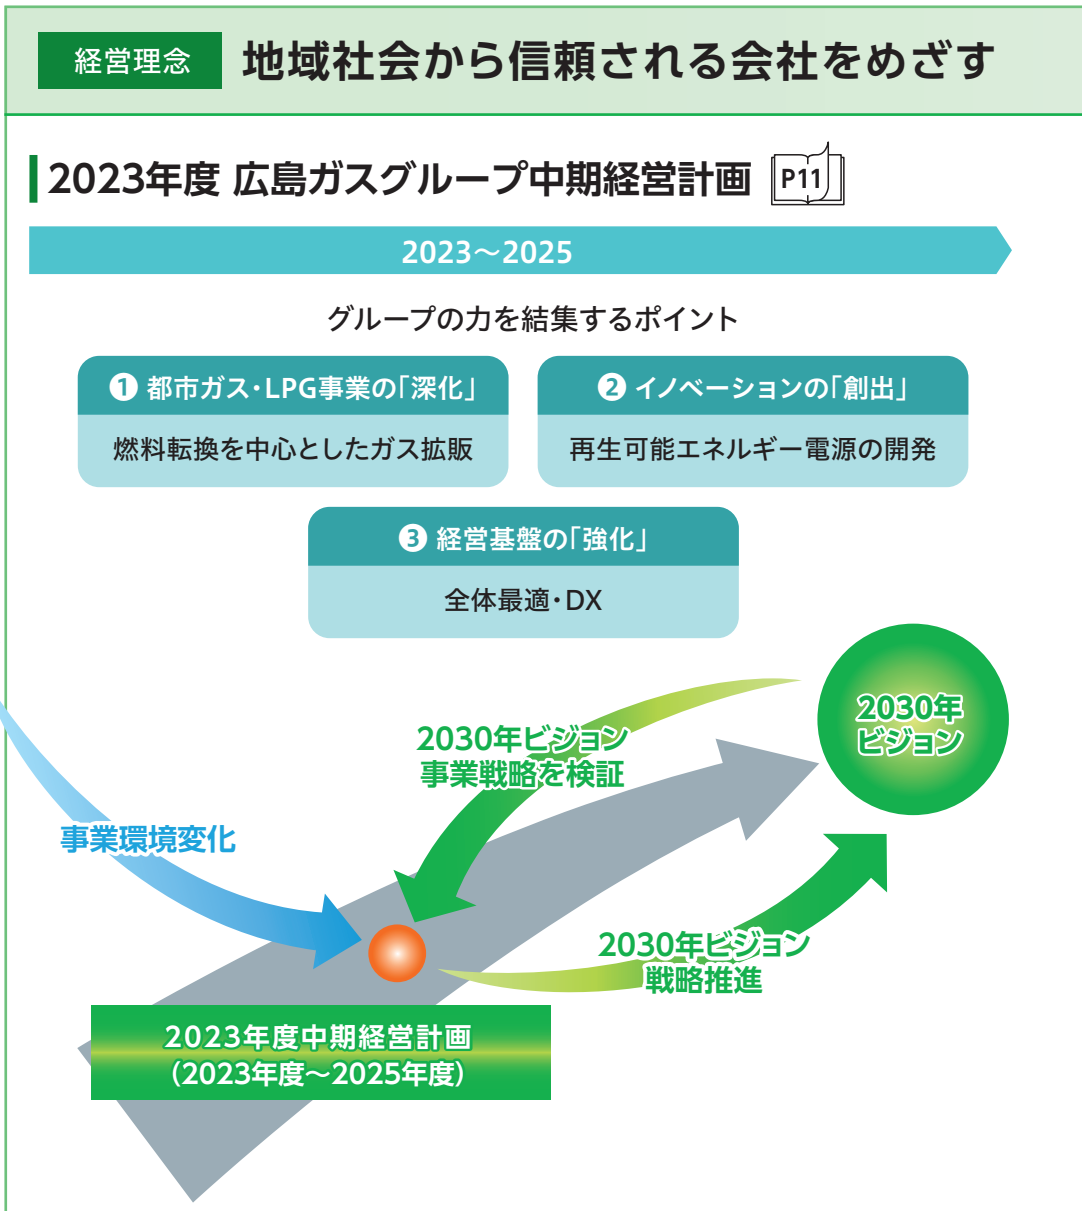 経営理念 地域社会から信頼される会社をめざす
2023年度 広島ガスグループ中期経営計画 P11
2023～2025
グループの力を結集するポイント
❶ 都市ガス・LPG事業の「深化」
燃料転換を中心としたガス拡販
❷ イノベーションの「創出」
再生可能エネルギー電源の開発
❸ 経営基盤の「強化」
全体最適・DX
2030年
ビジョン
2030年ビジョン
事業戦略を検証
事業環境変化
2030年ビジョン
戦略推進
2023年度中期経営計画
（2023年度～2025年度）